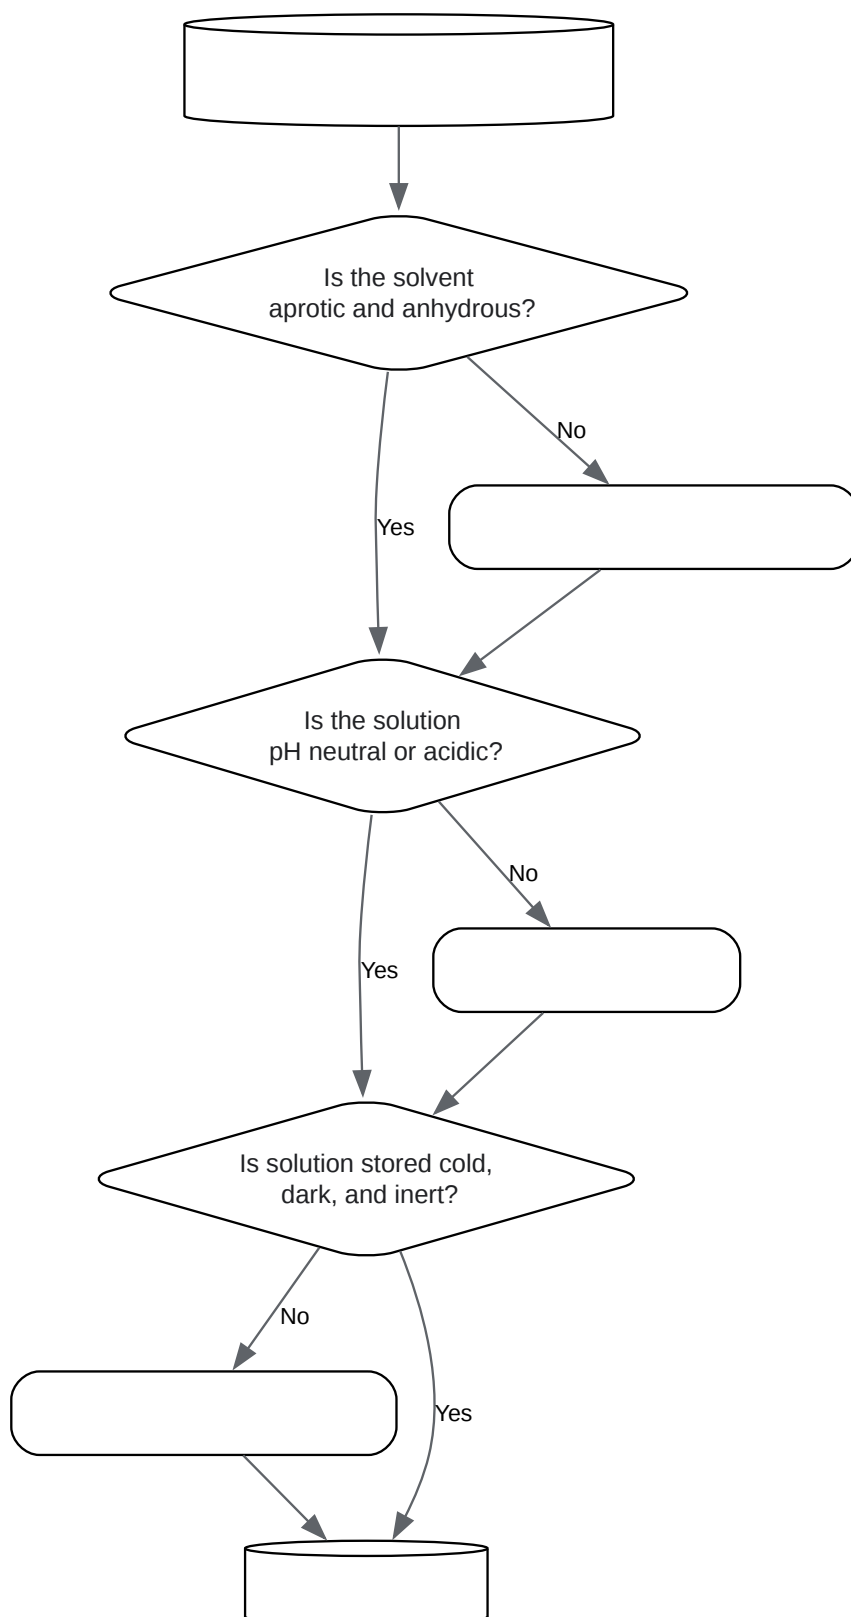 Is the solvent
aprotic and anhydrous?
No
Yes
Is the solution
pH neutral or acidic?
No
Yes
Is solution stored cold,
dark, and inert?
No
Yes